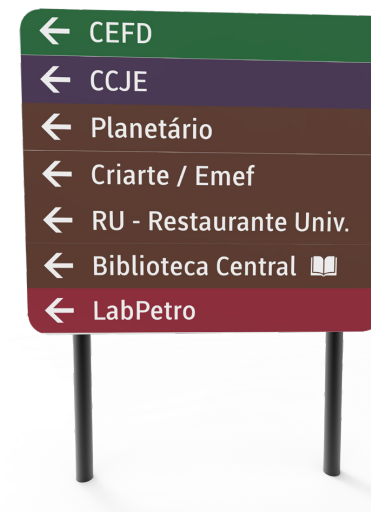 ← CEFD
← CCJE
← Planetário
← Criarte / Emef
← RU - Restaurante Univ.
← Biblioteca Central
← LabPetro